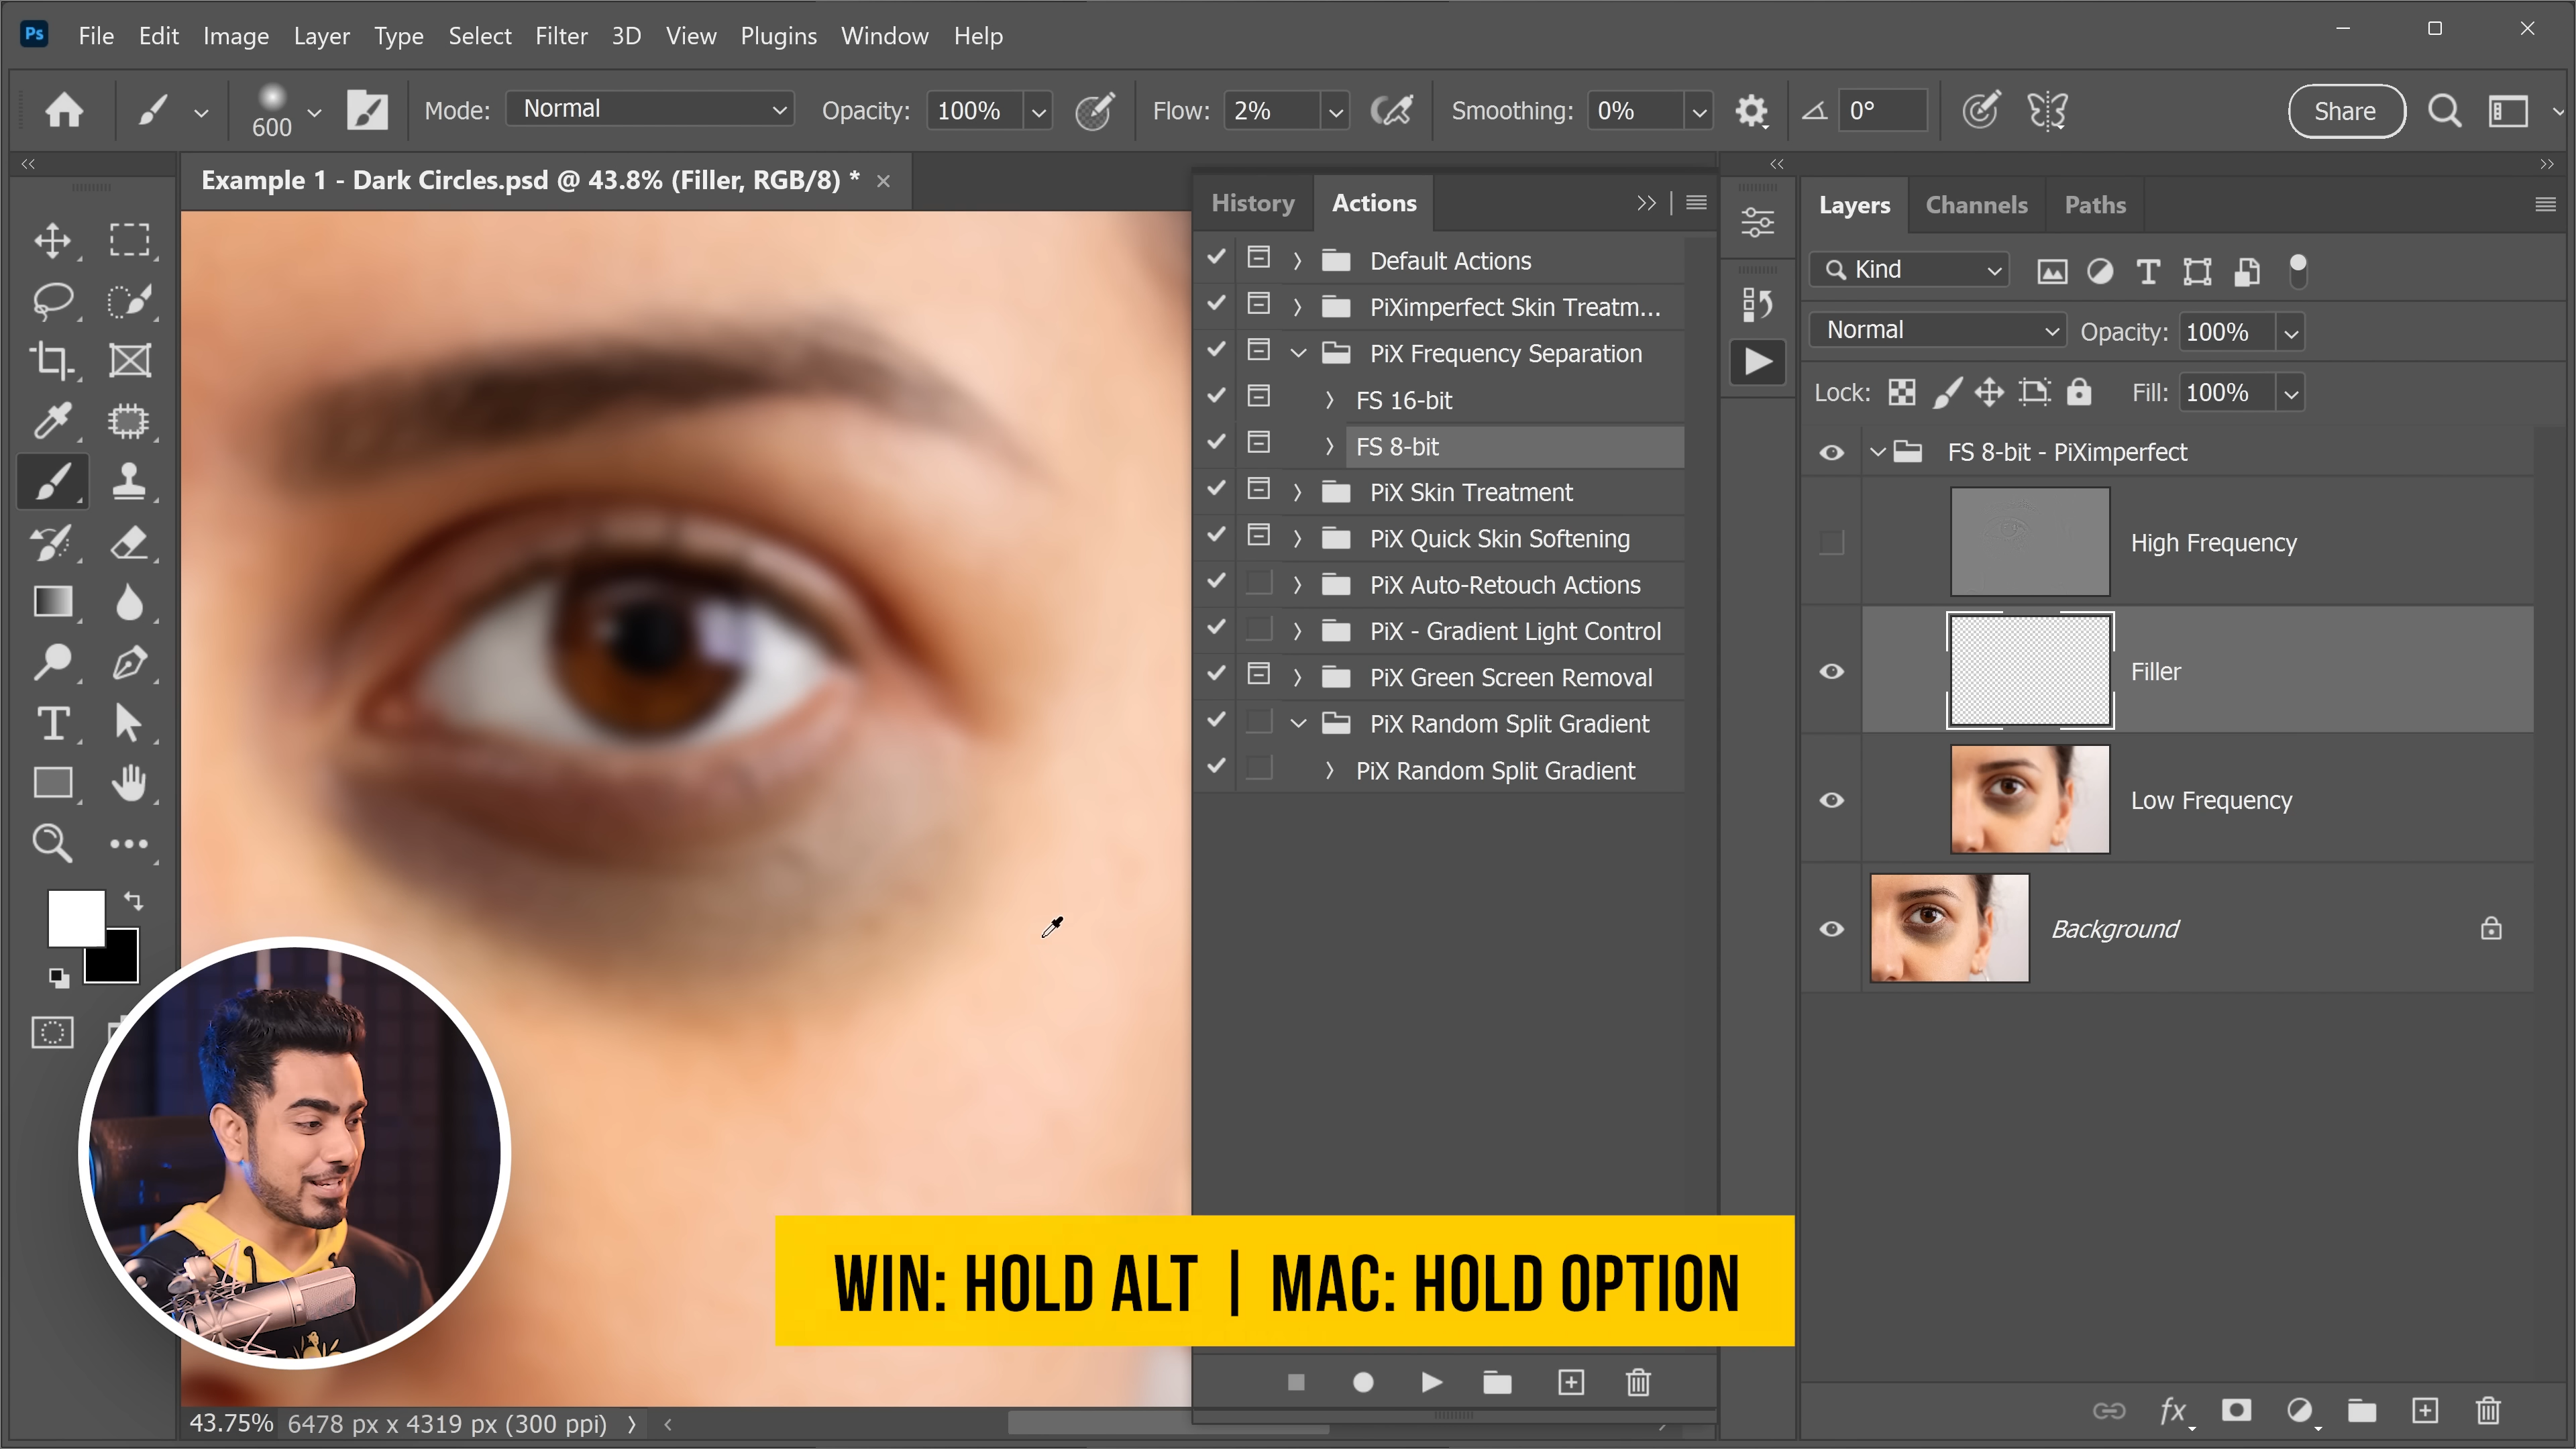 Ps File Edit Image Layer Type Select Filter 3D View Plugins Window Help
600 Mode: Normal Opacity: 100% Flow: 2% Smoothing: 0% 0° Share
Example 1 - Dark Circles.psd @ 43.8% (Filler, RGB/8) *
History Actions
Default Actions
PiXimperfect Skin Treatm...
PiX Frequency Separation
FS 16-bit
FS 8-bit
PiX Skin Treatment
PiX Quick Skin Softening
PiX Auto-Retouch Actions
PiX - Gradient Light Control
PiX Green Screen Removal
PiX Random Split Gradient
PiX Random Split Gradient
Layers Channels Paths
Kind
Normal Opacity: 100%
Lock: Fill: 100%
FS 8-bit - PiXimperfect
High Frequency
Filler
Low Frequency
Background
WIN: HOLD ALT | MAC: HOLD OPTION
43.75% 6478 px x 4319 px (300 ppi)
fx